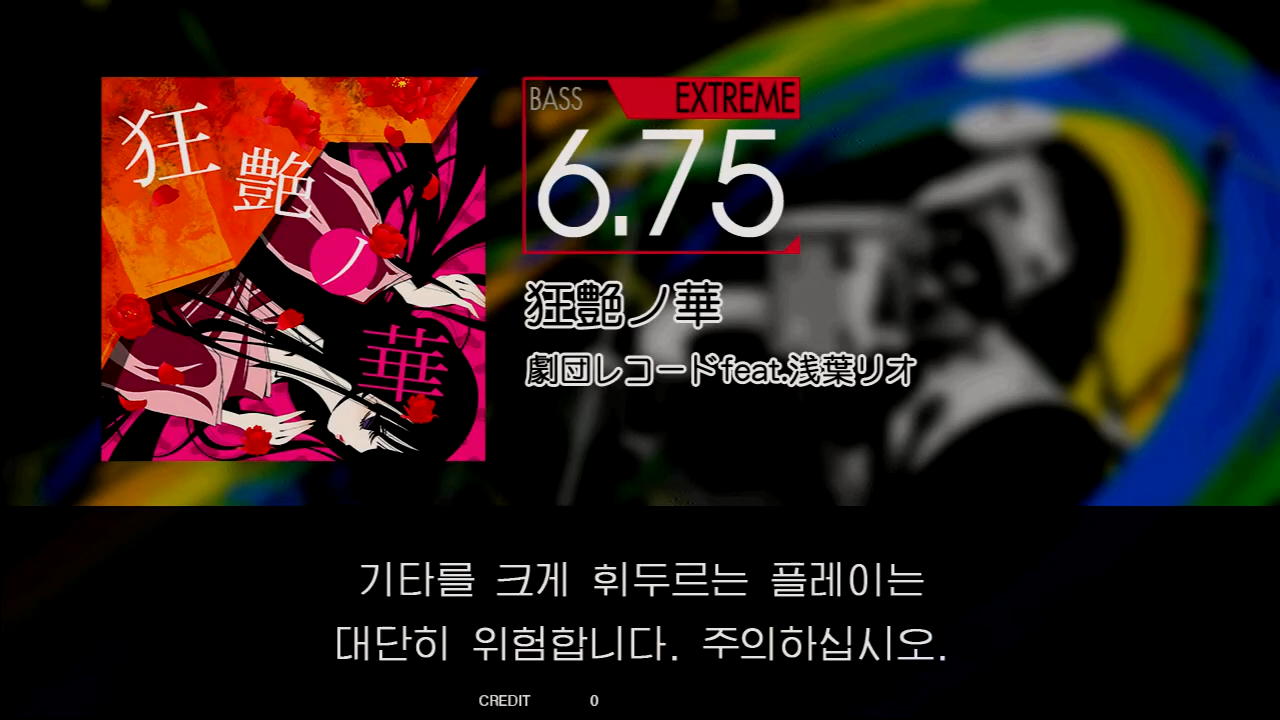 狂艶
ノ
華
BASS EXTREME
6.75
狂艶ノ華
劇団レコードfeat.浅葉リオ
기타를 크게 휘두르는 플레이는
대단히 위험합니다. 주의하십시오.
CREDIT 0